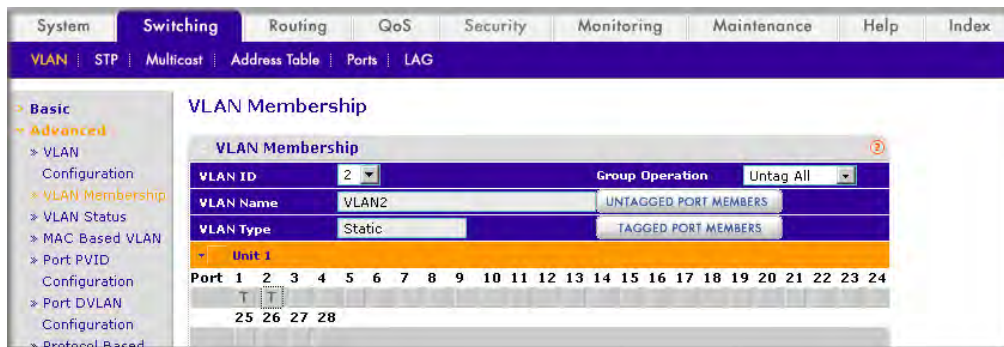 System Switching Routing QoS Security Monitoring Maintenance Help Index
VLAN STP Multicast Address Table Ports LAG
Basic
Advanced
» VLAN
Configuration
» VLAN Membership
» VLAN Status
» MAC Based VLAN
» Port PVID
Configuration
» Port DVLAN
Configuration
» Protocol Based
VLAN Membership
VLAN Membership ?
VLAN ID 2 Group Operation Untag All
VLAN Name VLAN2 UNTAGGED PORT MEMBERS
VLAN Type Static TAGGED PORT MEMBERS
Unit 1
Port 1 2 3 4 5 6 7 8 9 10 11 12 13 14 15 16 17 18 19 20 21 22 23 24
T T
25 26 27 28